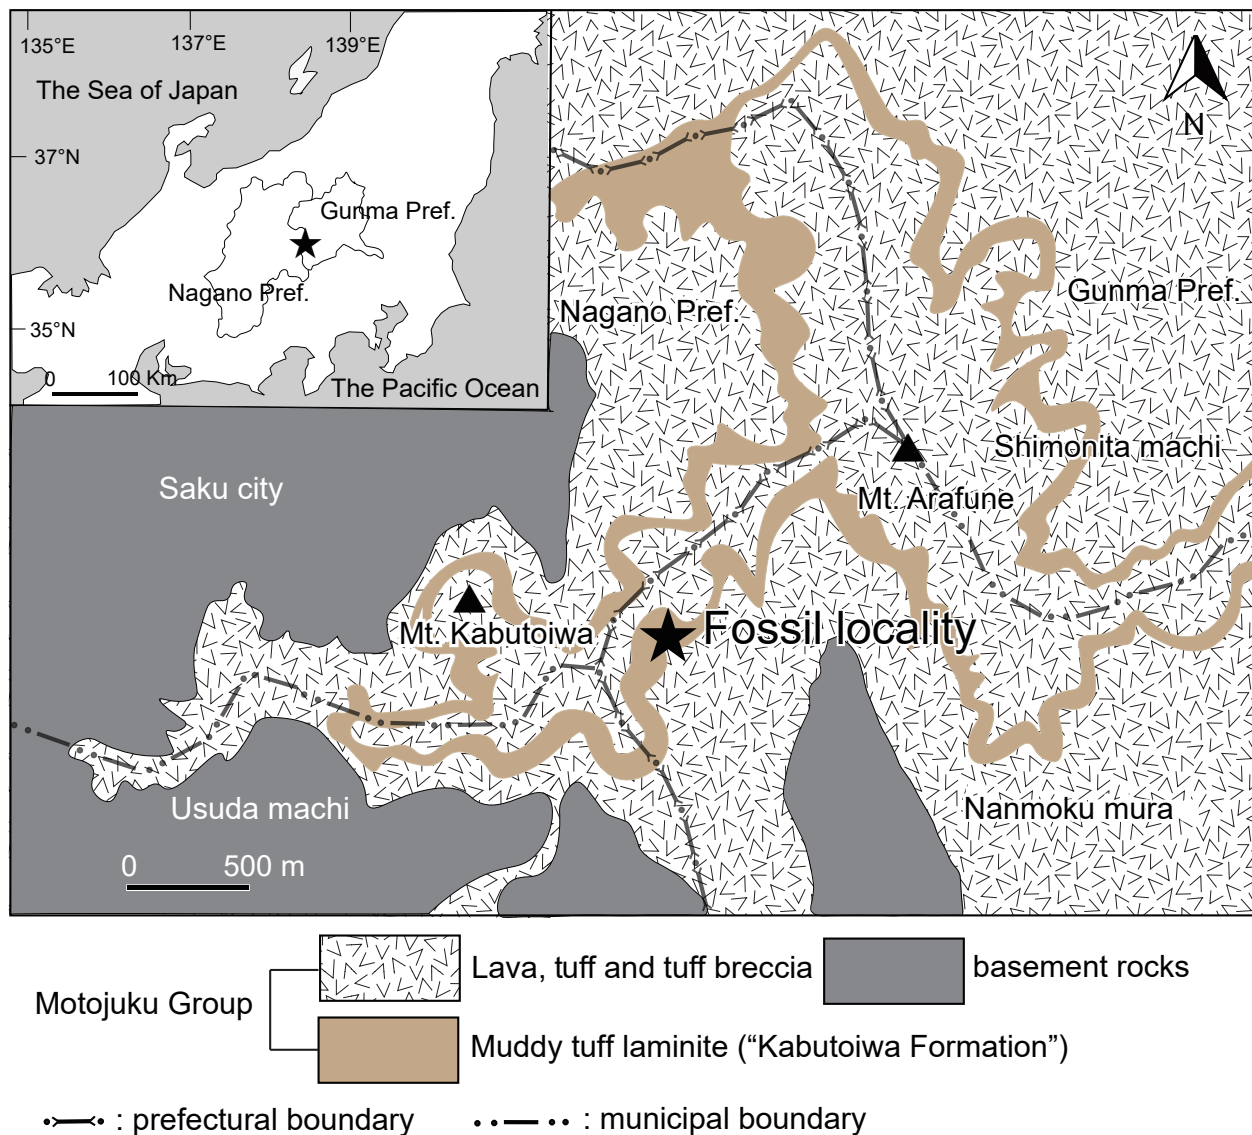 135°E
137°E
139°E
The Sea of Japan
N
37°N
Gunma Pref.
Nagano Pref.
Gunma Pref.
Nagano Pref.
35°N
0 100 Km
The Pacific Ocean
Shimonita machi
Saku city
Mt. Arafune
Mt. Kabutoiwa
Fossil locality
Usuda machi
Nanmoku mura
0 500 m
Lava, tuff and tuff breccia
basement rocks
Motojuku Group
Muddy tuff laminite (“Kabutoiwa Formation”)
: prefectural boundary
: municipal boundary